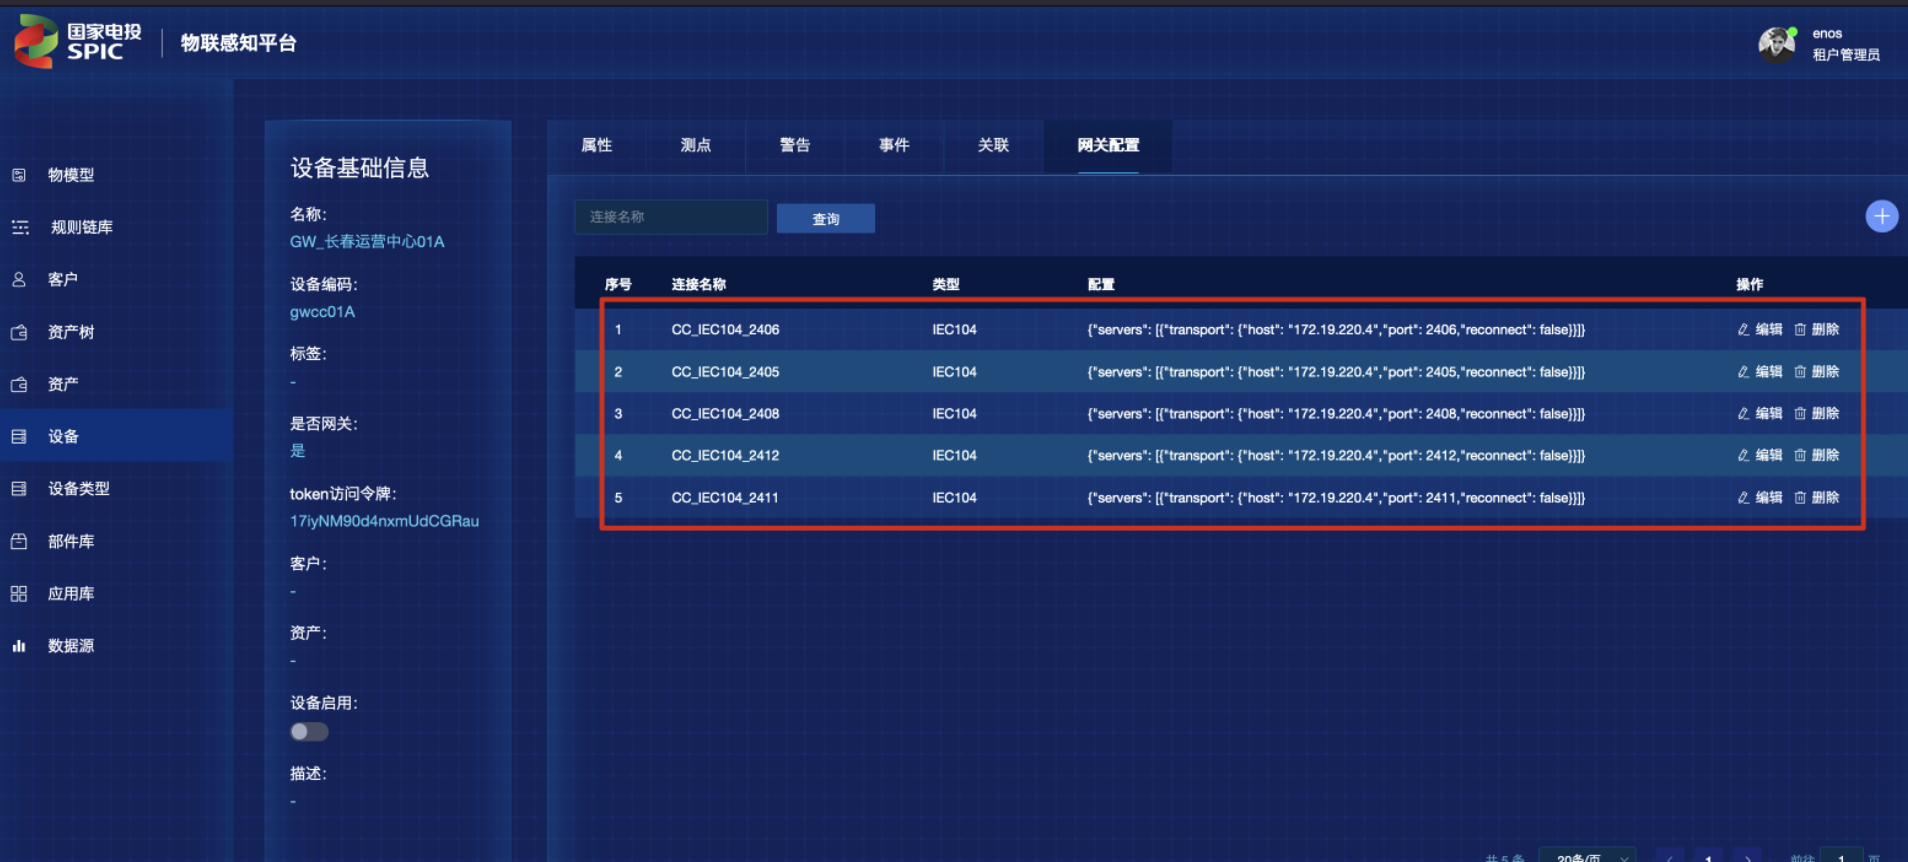 国家电投
SPIC
物联感知平台
enos
租户管理员
物模型
规则链库
客户
资产树
资产
设备
设备类型
部件库
应用库
数据源
设备基础信息
名称:
GW_长春运营中心01A
设备编码:
gwcc01A
标签:
-
是否网关:
是
token访问令牌:
17iyNM90d4nxmUdCGRau
客户:
-
资产:
-
设备启用:
描述:
-
属性 测点 警告 事件 关联 网关配置
连接名称 查询
序号 连接名称 类型 配置 操作
1 CC_IEC104_2406 IEC104 {"servers": [{"transport": {"host": "172.19.220.4","port": 2406,"reconnect": false}}]} 编辑 删除
2 CC_IEC104_2405 IEC104 {"servers": [{"transport": {"host": "172.19.220.4","port": 2405,"reconnect": false}}]} 编辑 删除
3 CC_IEC104_2408 IEC104 {"servers": [{"transport": {"host": "172.19.220.4","port": 2408,"reconnect": false}}]} 编辑 删除
4 CC_IEC104_2412 IEC104 {"servers": [{"transport": {"host": "172.19.220.4","port": 2412,"reconnect": false}}]} 编辑 删除
5 CC_IEC104_2411 IEC104 {"servers": [{"transport": {"host": "172.19.220.4","port": 2411,"reconnect": false}}]} 编辑 删除
共 5 条 20条/页 1 前往 1 页